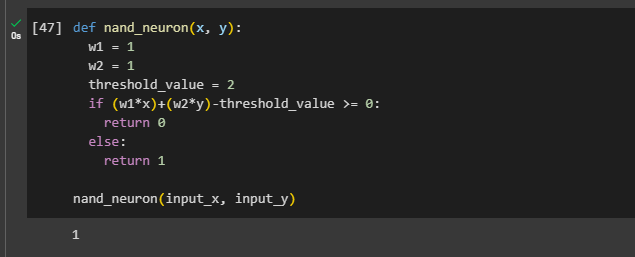 [47] def nand_neuron(x, y):
0s
w1 = 1
w2 = 1
threshold_value = 2
if (w1*x)+(w2*y)-threshold_value >= 0:
return 0
else:
return 1
nand_neuron(input_x, input_y)
1